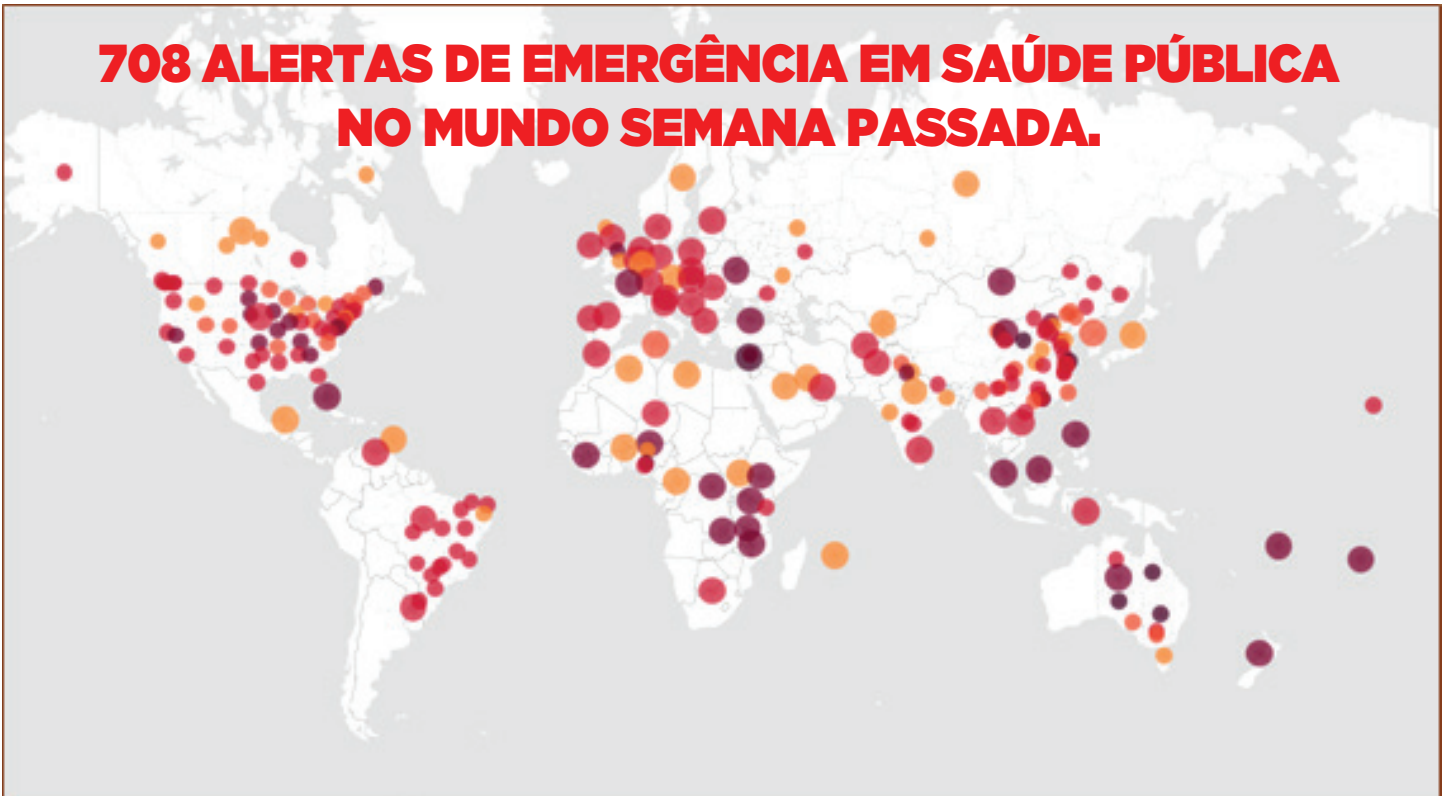 708 ALERTAS DE EMERGÊNCIA EM SAÚDE PÚBLICA
NO MUNDO SEMANA PASSADA.